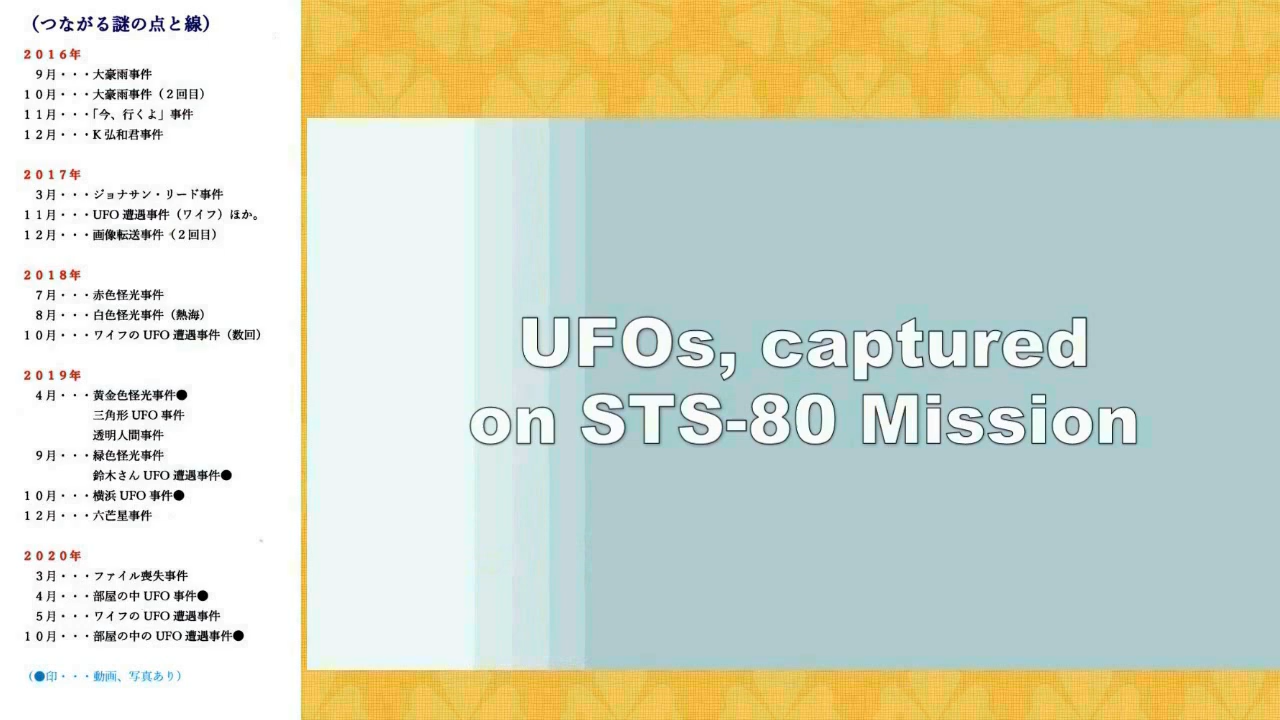 （つながる謎の点と線）
２０１６年
９月・・・大豪雨事件
１０月・・・大豪雨事件（２回目）
１１月・・・「今、行くよ」事件
１２月・・・K 弘和君事件
２０１７年
３月・・・ジョナサン・リード事件
１１月・・・UFO 遭遇事件（ワイフ）ほか。
１２月・・・画像転送事件（２回目）
２０１８年
７月・・・赤色怪光事件
８月・・・白色怪光事件（熱海）
１０月・・・ワイフの UFO 遭遇事件（数回）
２０１９年
４月・・・黄金色怪光事件●
三角形 UFO 事件
透明人間事件
９月・・・緑色怪光事件
鈴木さん UFO 遭遇事件●
１０月・・・横浜 UFO 事件●
１２月・・・六芒星事件
２０２０年
３月・・・ファイル喪失事件
４月・・・部屋の中 UFO 事件●
５月・・・ワイフの UFO 遭遇事件
１０月・・・部屋の中の UFO 遭遇事件●
（●印・・・動画、写真あり）
UFOs, captured
on STS-80 Mission